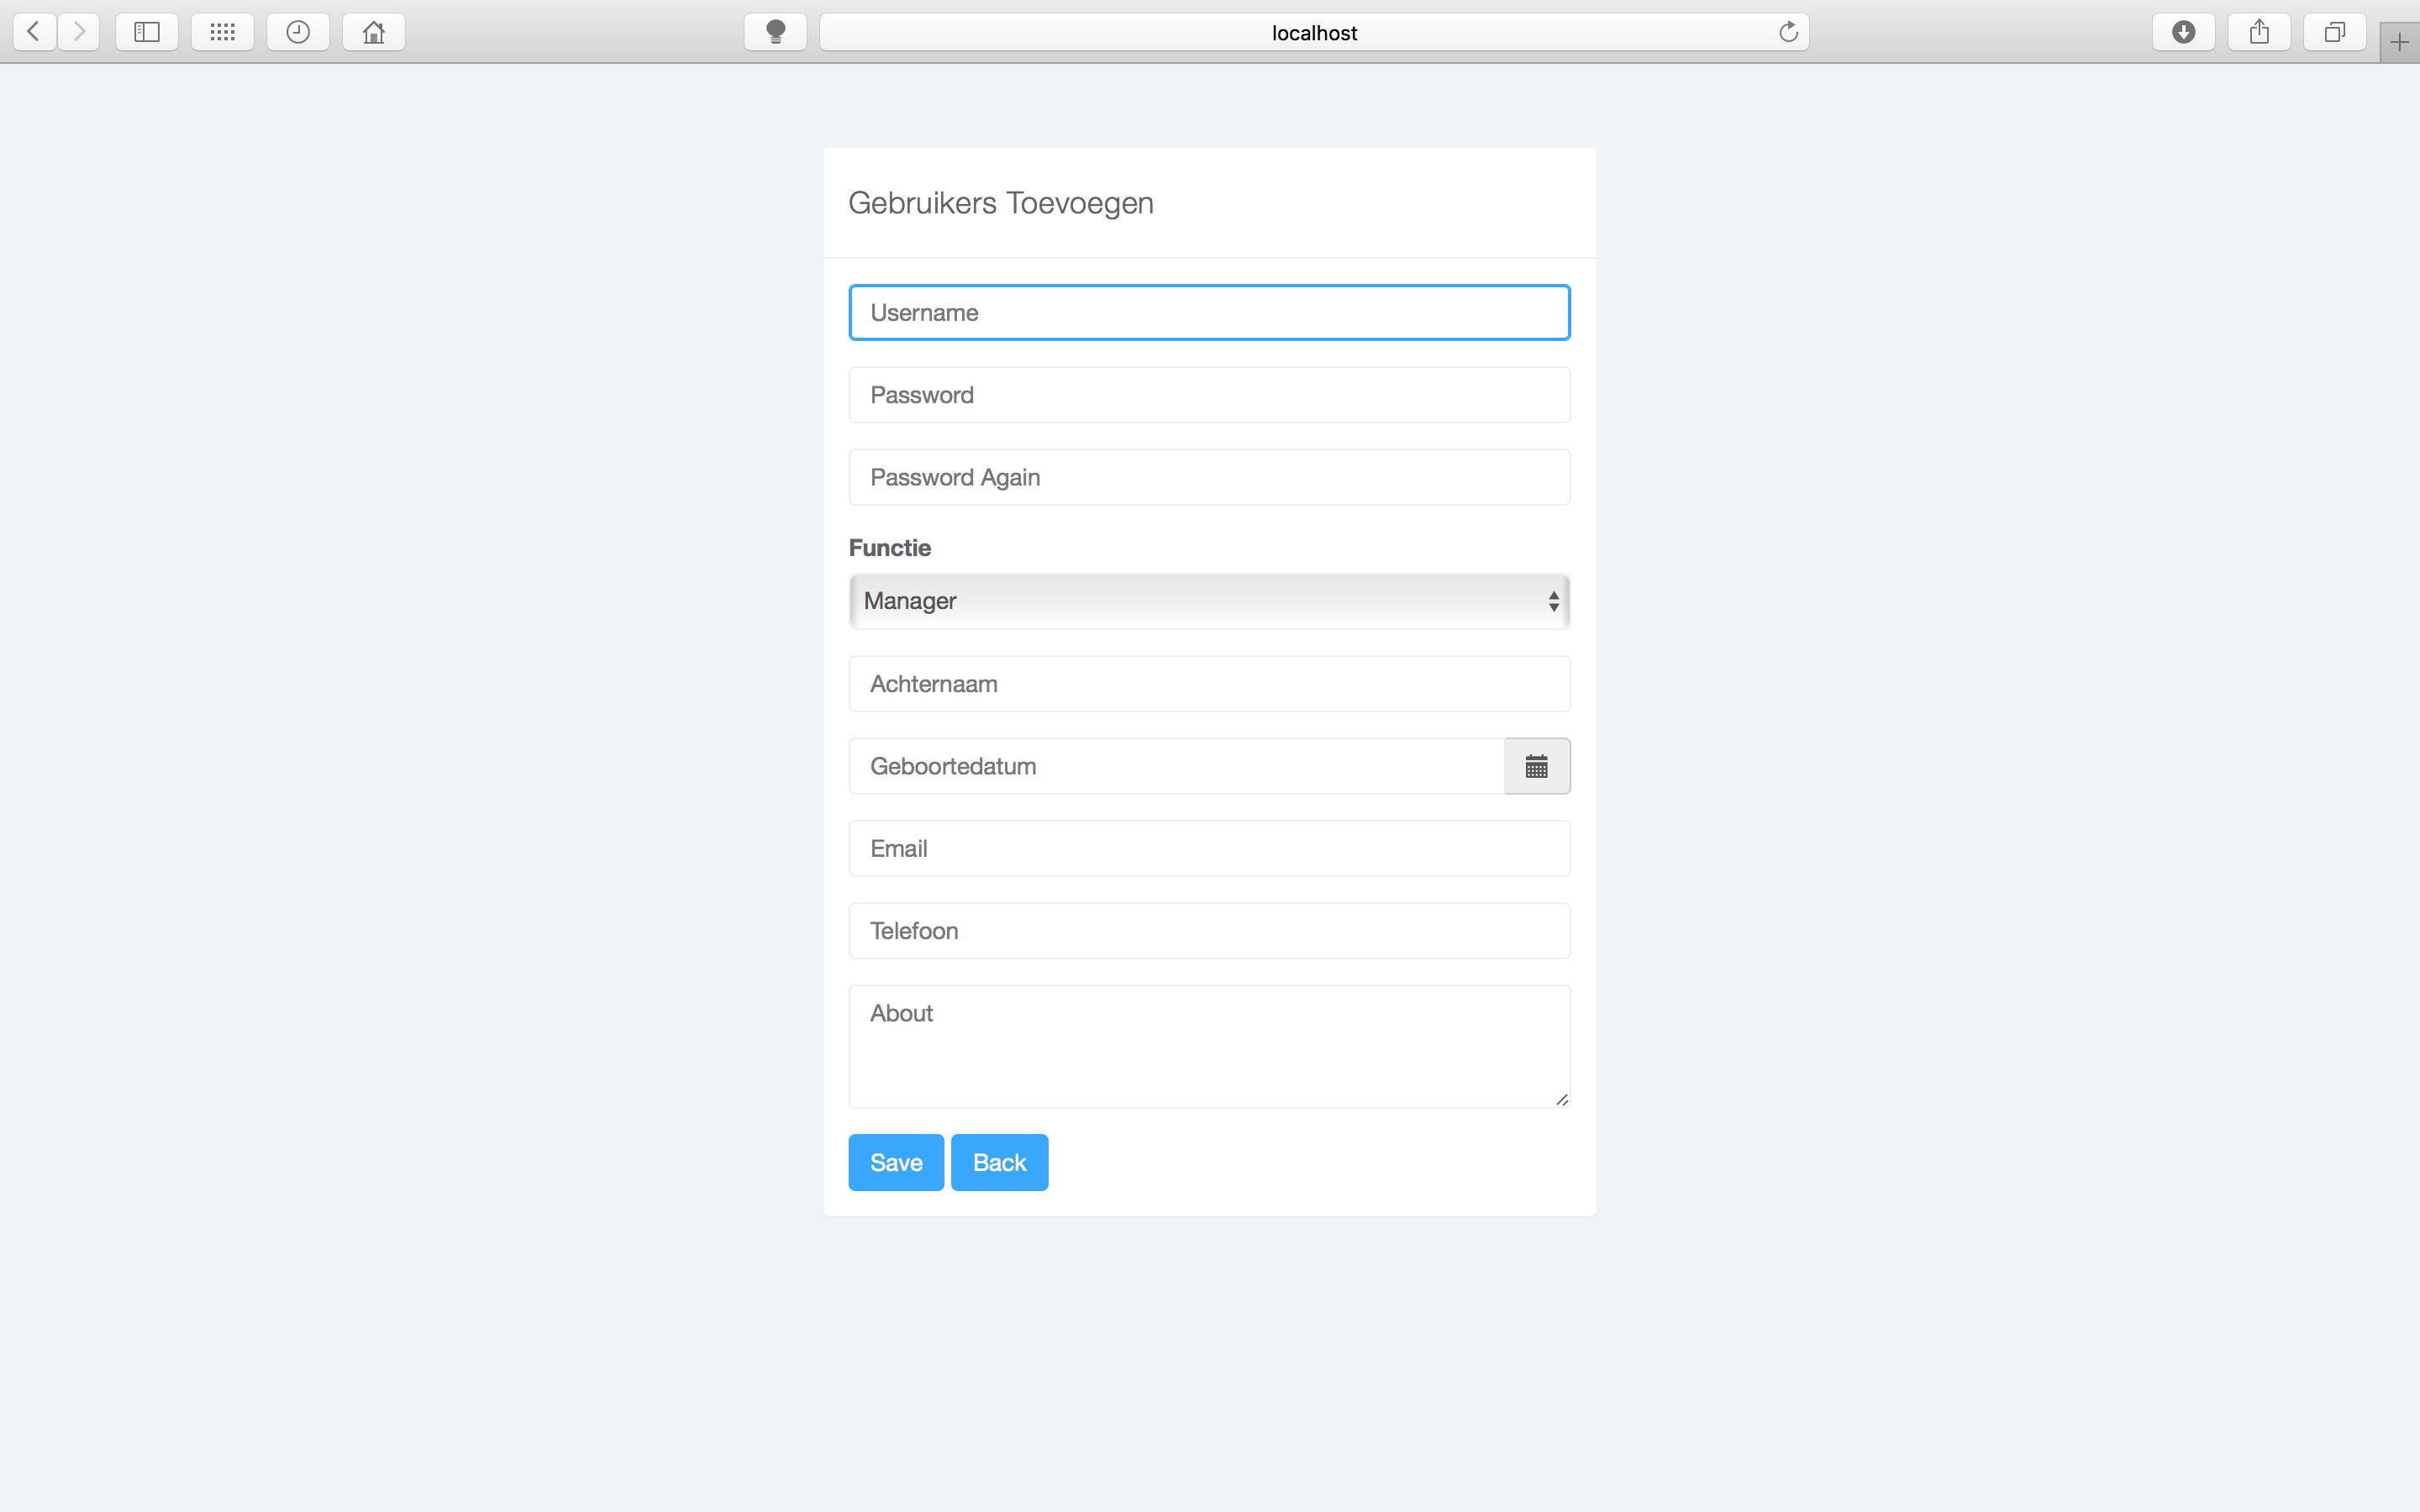 localhost
Gebruikers Toevoegen
Username
Password
Password Again
Functie
Manager
Achternaam
Geboortedatum
Email
Telefoon
About
Save Back